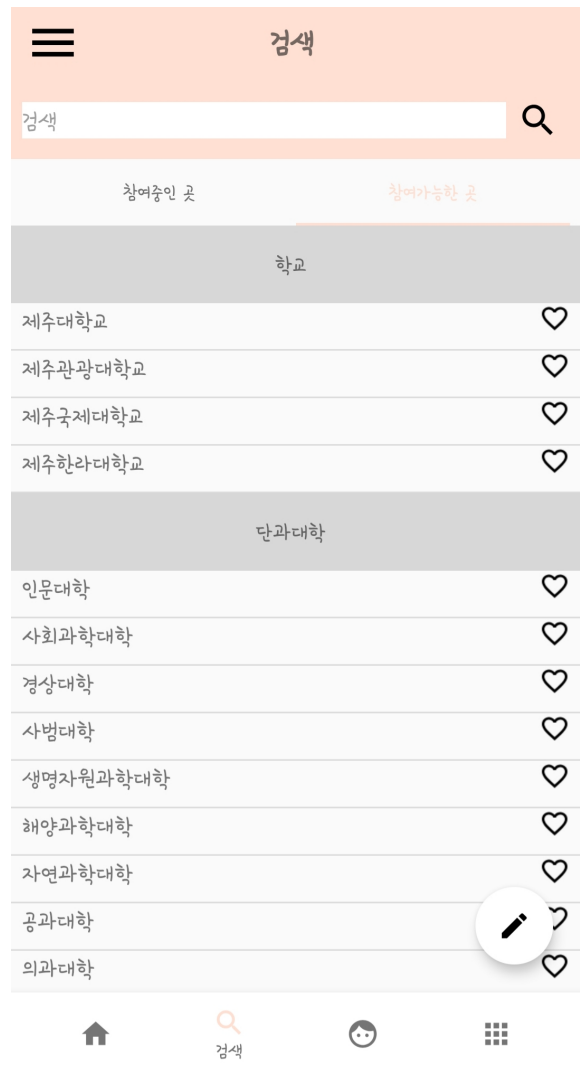 검색
검색
참여중인 곳
참여가능한 곳
학교
제주대학교
제주관광대학교
제주국제대학교
제주한라대학교
단과대학
인문대학
사회과학대학
경상대학
사범대학
생명자원과학대학
해양과학대학
자연과학대학
공과대학
의과대학
검색